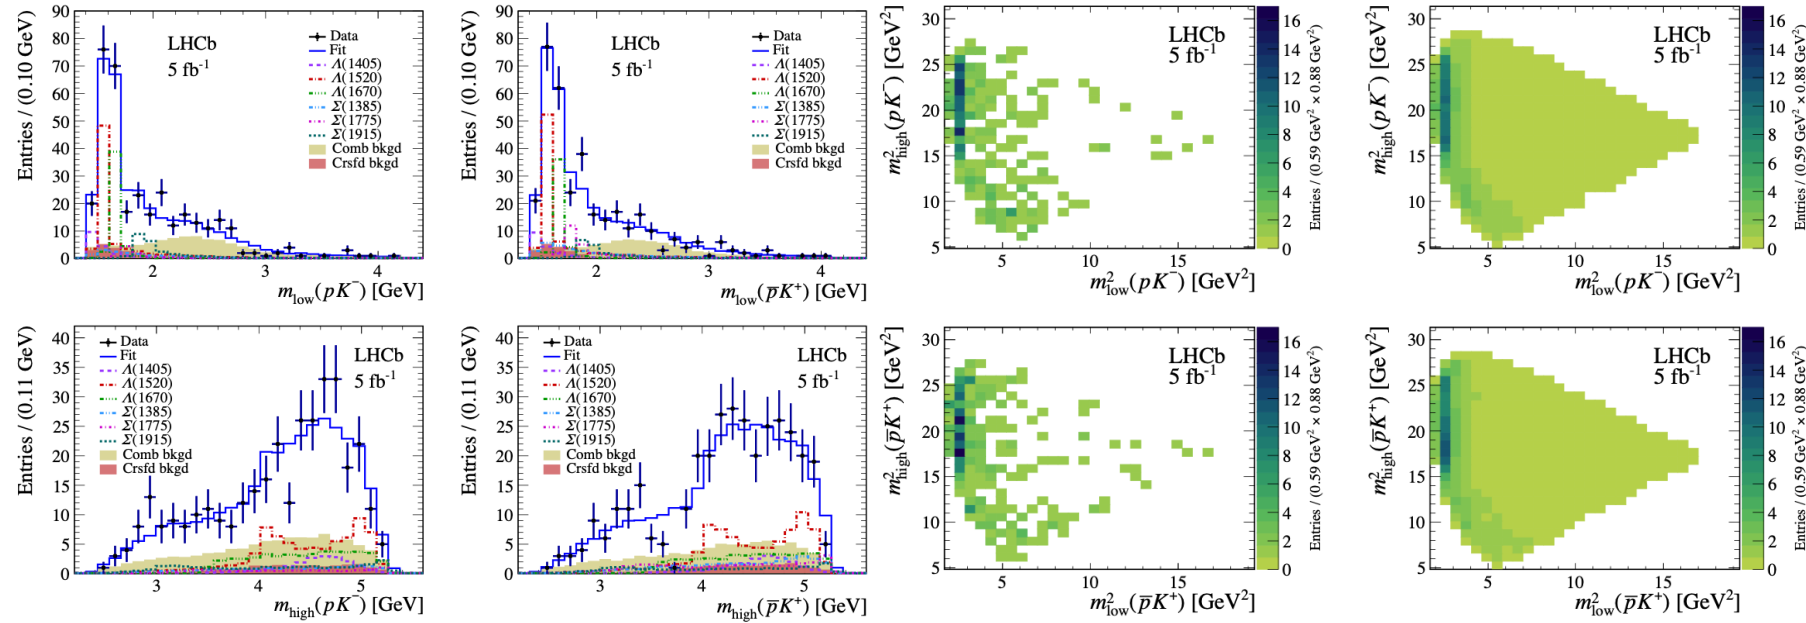 Entries / (0.10 GeV)
90
80
70
60
50
40
30
20
10
0
LHCb
5 fb⁻¹
Data
Fit
Λ(1405)
Λ(1520)
Λ(1670)
Σ(1385)
Σ(1775)
Σ(1915)
Comb bkgd
Crsfd bkgd
2 3 4
m_low(pK⁻) [GeV]
Entries / (0.10 GeV)
90
80
70
60
50
40
30
20
10
0
LHCb
5 fb⁻¹
Data
Fit
Λ(1405)
Λ(1520)
Λ(1670)
Σ(1385)
Σ(1775)
Σ(1915)
Comb bkgd
Crsfd bkgd
2 3 4
m_low(p̅K⁺) [GeV]
m²_high(pK⁻) [GeV²]
30
25
20
15
10
5
LHCb
5 fb⁻¹
5 10 15
m²_low(pK⁻) [GeV²]
16
14
12
10
8
6
4
2
0
Entries / (0.59 GeV² × 0.88 GeV²)
m²_high(pK⁻) [GeV²]
30
25
20
15
10
5
LHCb
5 fb⁻¹
5 10 15
m²_low(pK⁻) [GeV²]
16
14
12
10
8
6
4
2
0
Entries / (0.59 GeV² × 0.88 GeV²)
Entries / (0.11 GeV)
40
35
30
25
20
15
10
5
0
Data
Fit
Λ(1405)
Λ(1520)
Λ(1670)
Σ(1385)
Σ(1775)
Σ(1915)
Comb bkgd
Crsfd bkgd
LHCb
5 fb⁻¹
3 4 5
m_high(pK⁻) [GeV]
Entries / (0.11 GeV)
40
35
30
25
20
15
10
5
0
Data
Fit
Λ(1405)
Λ(1520)
Λ(1670)
Σ(1385)
Σ(1775)
Σ(1915)
Comb bkgd
Crsfd bkgd
LHCb
5 fb⁻¹
3 4 5
m_high(p̅K⁺) [GeV]
m²_high(p̅K⁺) [GeV²]
30
25
20
15
10
5
LHCb
5 fb⁻¹
5 10 15
m²_low(p̅K⁺) [GeV²]
16
14
12
10
8
6
4
2
0
Entries / (0.59 GeV² × 0.88 GeV²)
m²_high(p̅K⁺) [GeV²]
30
25
20
15
10
5
LHCb
5 fb⁻¹
5 10 15
m²_low(p̅K⁺) [GeV²]
16
14
12
10
8
6
4
2
0
Entries / (0.59 GeV² × 0.88 GeV²)